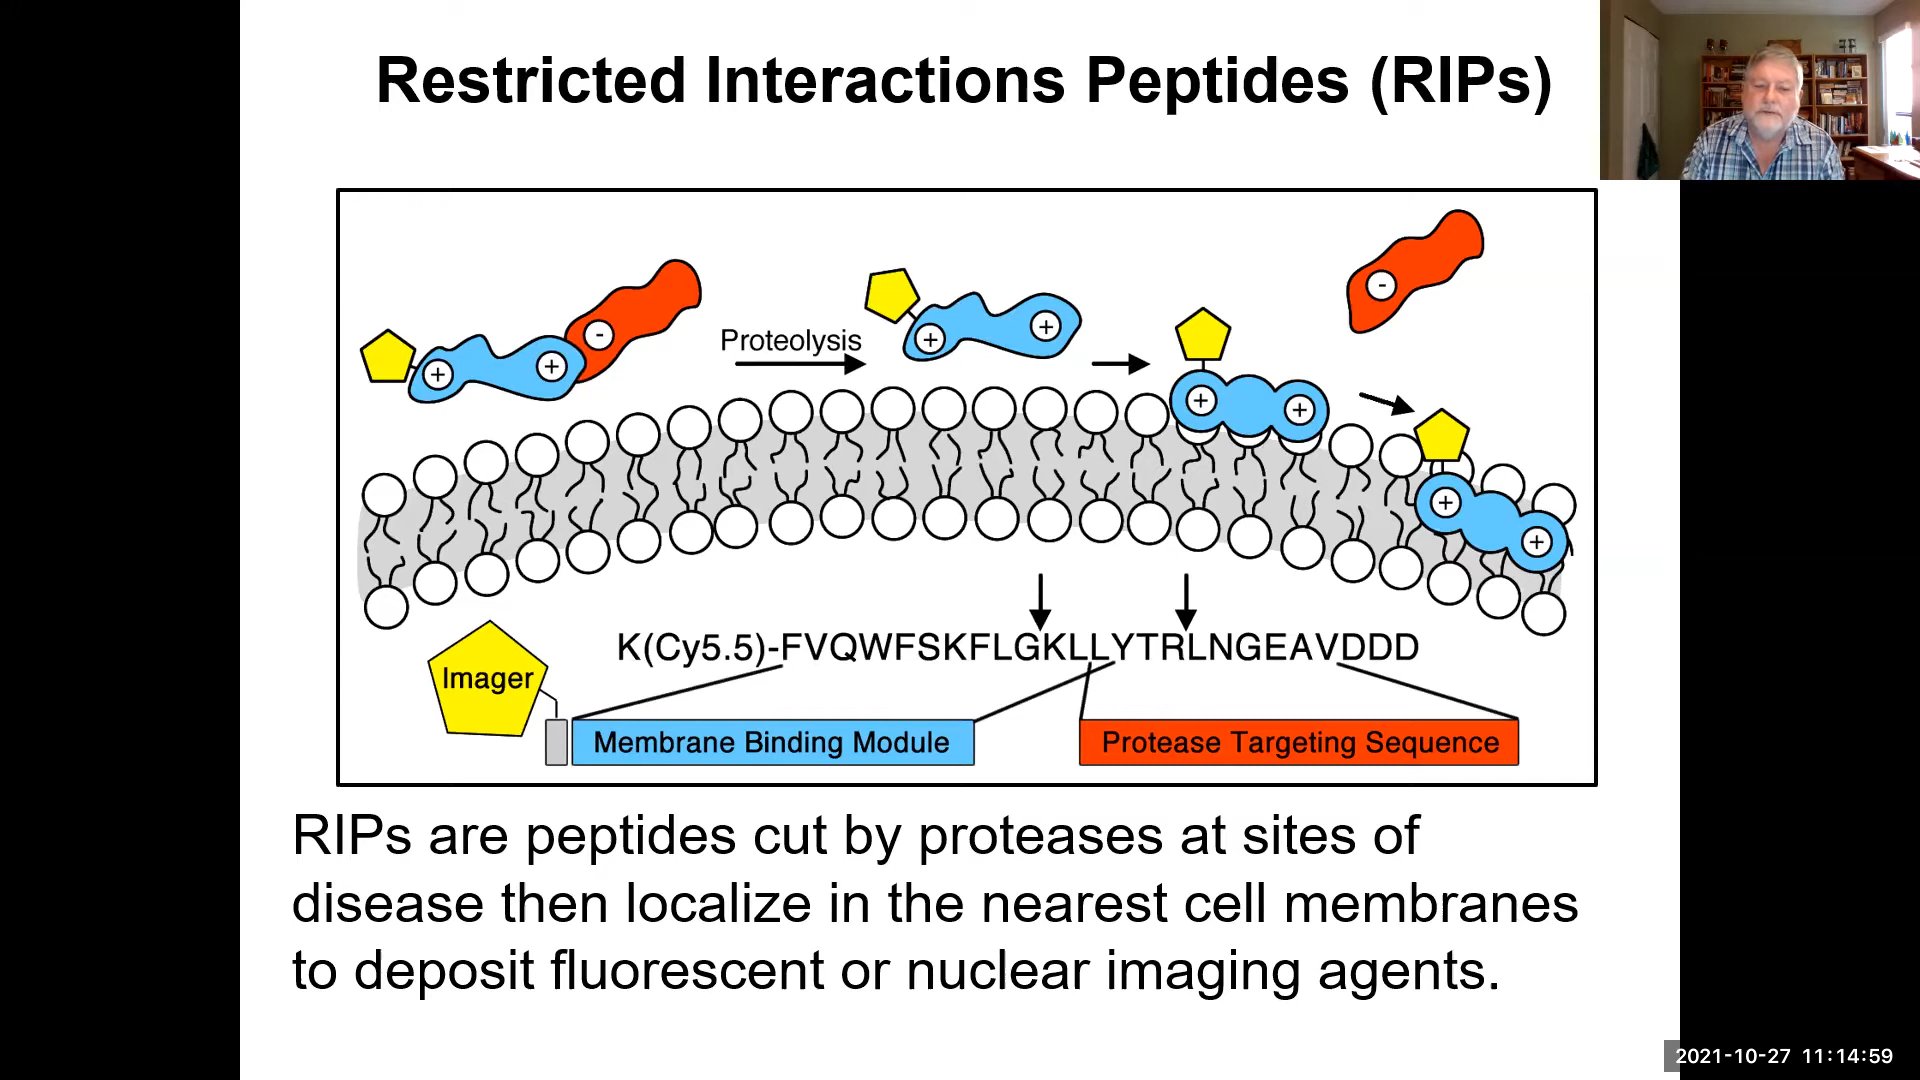 Restricted Interactions Peptides (RIPs)
Proteolysis
+
+
-
+
+
+
+
-
+
+
K(Cy5.5)-FVQWFSKFLGKLLYTRLNGEAVDDD
Imager
Membrane Binding Module
Protease Targeting Sequence
RIPs are peptides cut by proteases at sites of
disease then localize in the nearest cell membranes
to deposit fluorescent or nuclear imaging agents.
2021-10-27 11:14:59